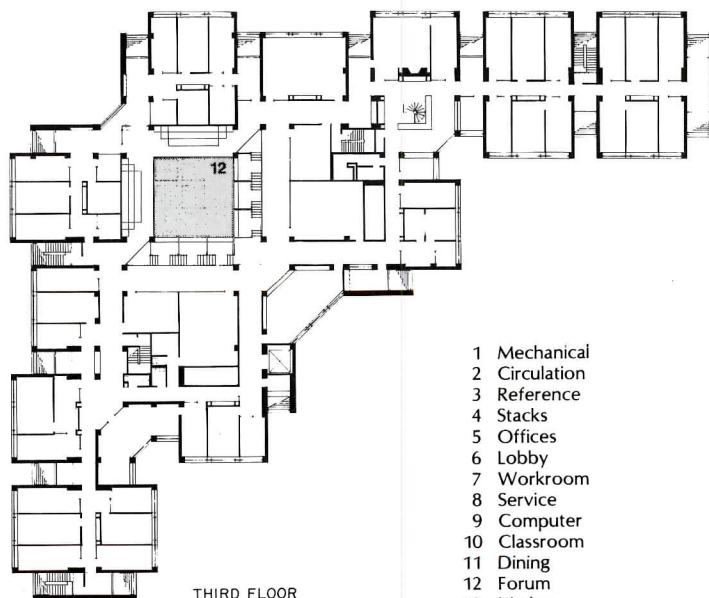 12
1 Mechanical
2 Circulation
3 Reference
4 Stacks
5 Offices
6 Lobby
7 Workroom
8 Service
9 Computer
10 Classroom
11 Dining
12 Forum
THIRD FLOOR